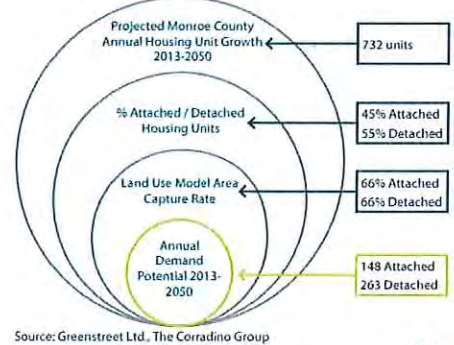 Projected Monroe County
Annual Housing Unit Growth
2013-2050
732 units
% Attached / Detached
Housing Units
45% Attached
55% Detached
Land Use Model Area
Capture Rate
66% Attached
66% Detached
Annual
Demand
Potential 2013-
2050
148 Attached
263 Detached
Source: Greenstreet Ltd., The Corradino Group